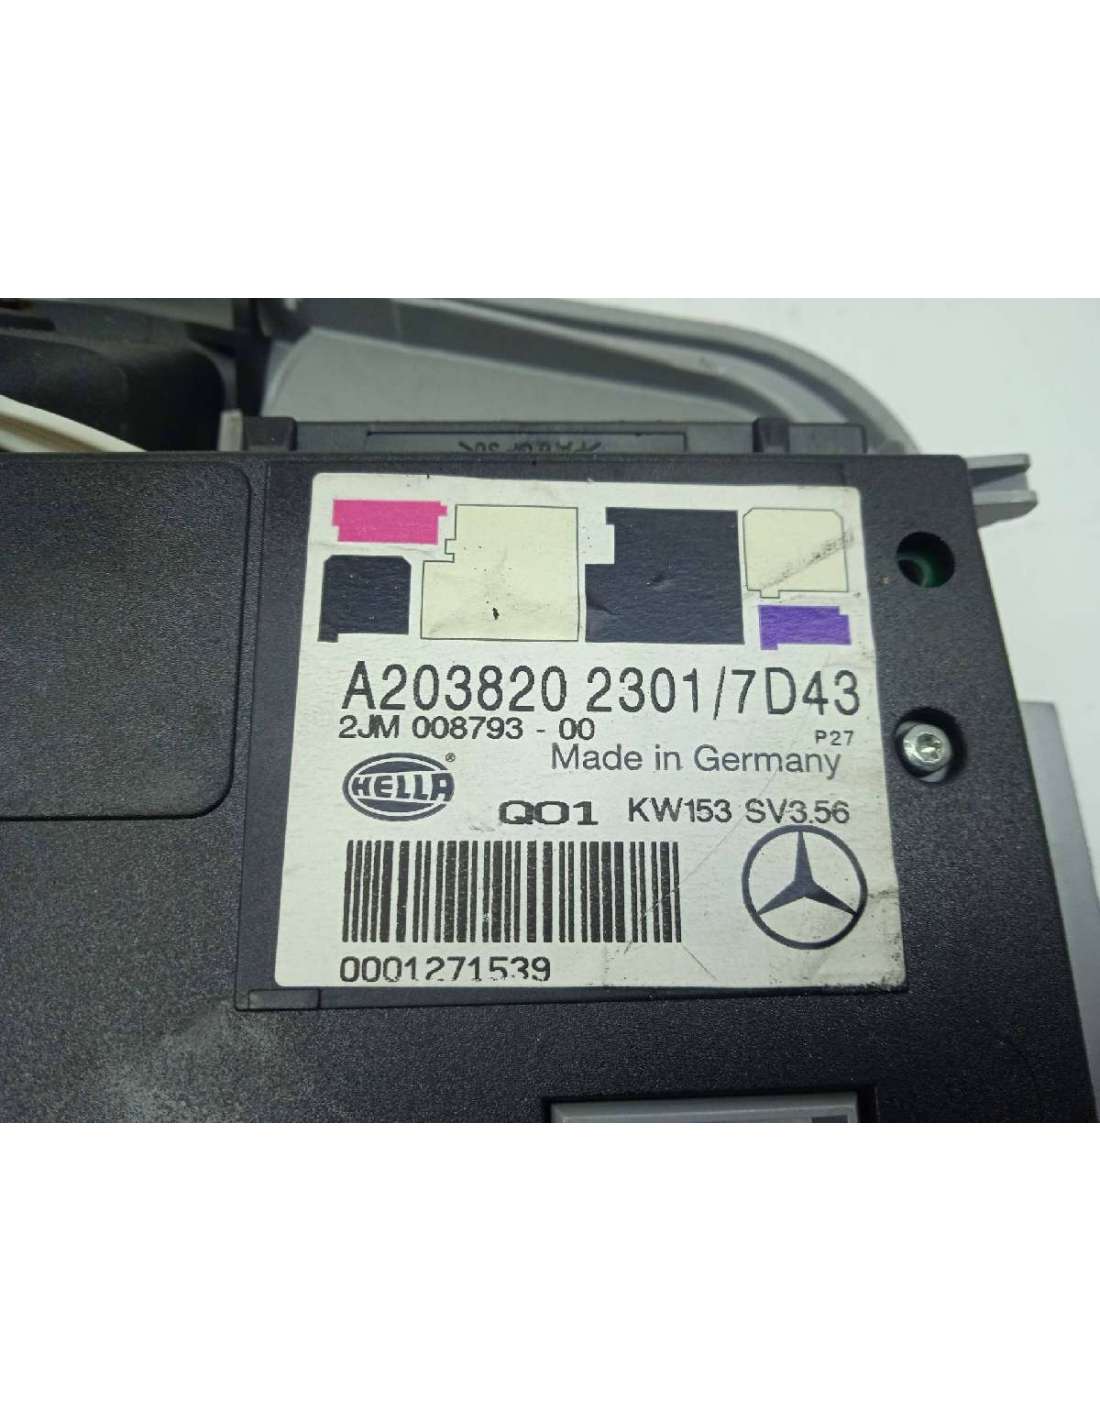 A203820 2301/7D43
2JM 008793 - 00
P27
Made in Germany
HELLA®
Q01 KW153 SV3.56
0001271539